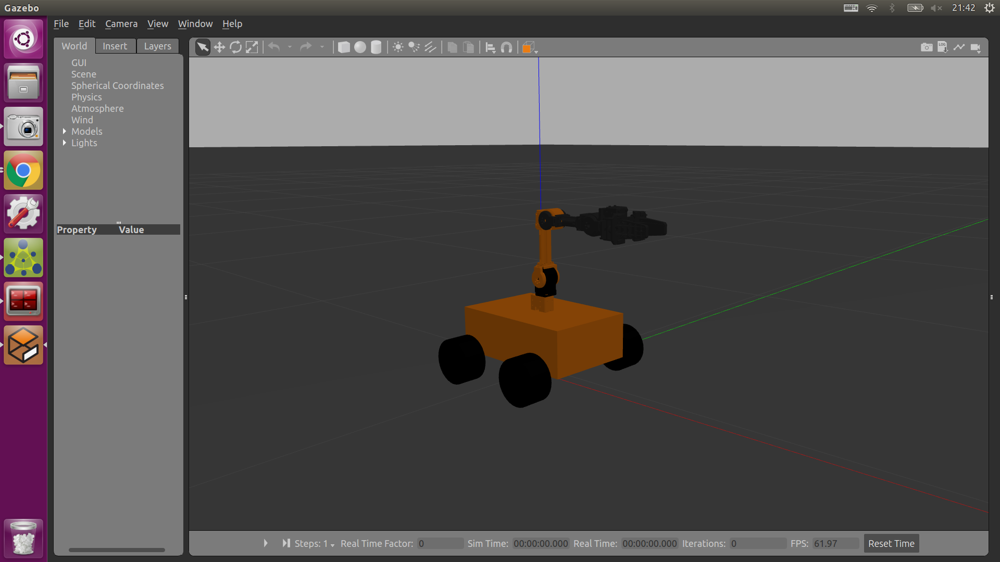 Gazebo
21:42
File Edit Camera View Window Help
World Insert Layers
LOG
GUI
Scene
Spherical Coordinates
Physics
Atmosphere
Wind
Models
Lights
Property Value
Steps: 1 Real Time Factor: 0 Sim Time: 00:00:00.000 Real Time: 00:00:00.000 Iterations: 0 FPS: 61.97 Reset Time